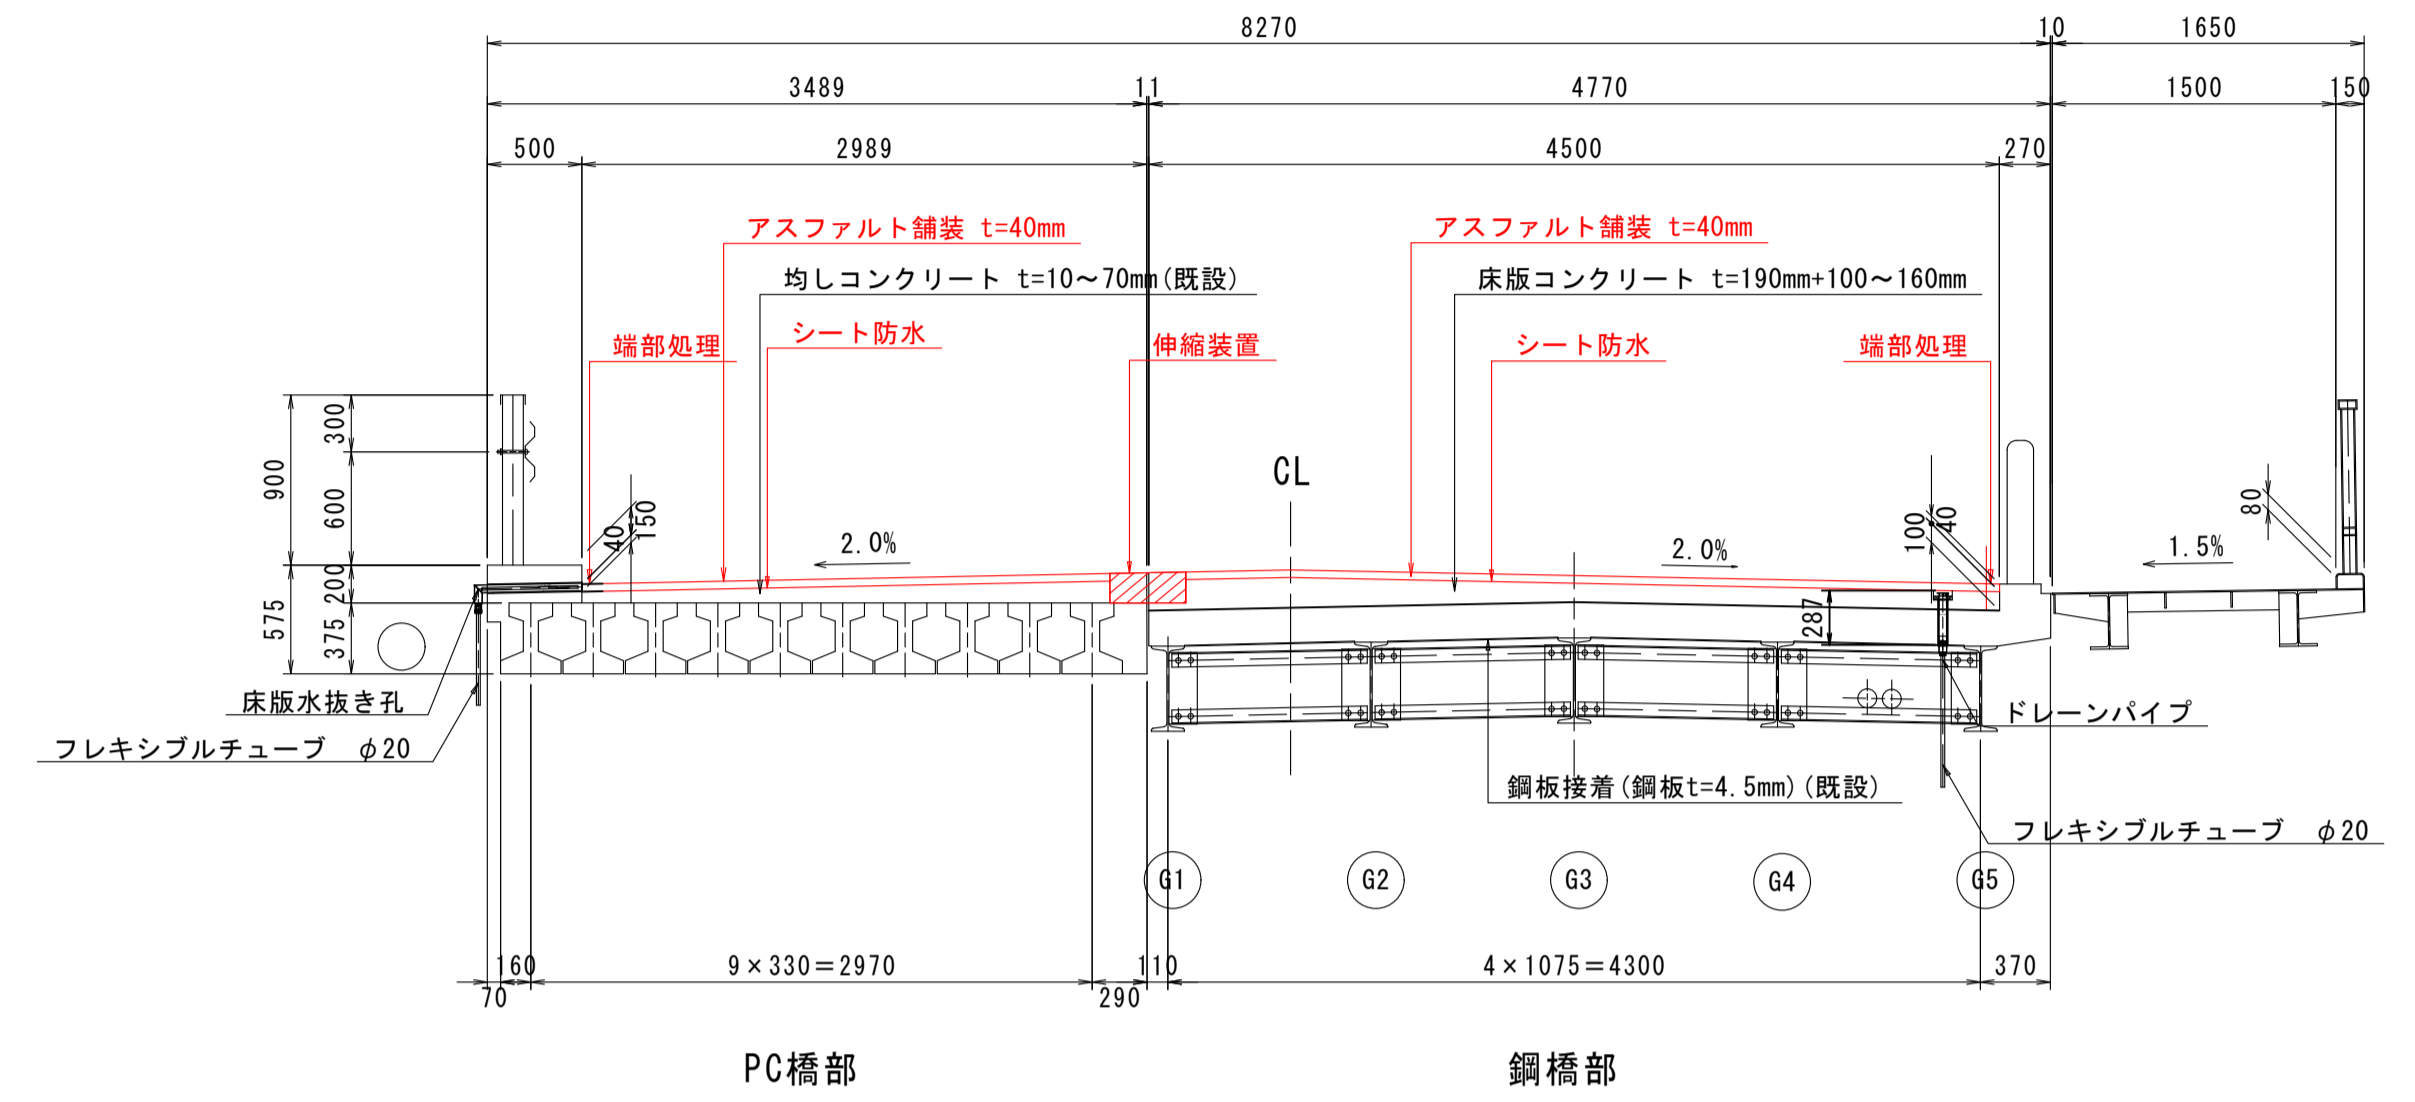 8270 10 1650
3489 11 4770 1500 150
500 2989 4500 270
アスファルト舗装 t=40mm アスファルト舗装 t=40mm
均しコンクリート t=10～70mm(既設) 床版コンクリート t=190mm+100～160mm
端部処理 シート防水 伸縮装置 シート防水 端部処理
300
900
600
CL
40
150
100
40
80
2.0% 2.0% 1.5%
200
575
375
287
床版水抜き孔
フレキシブルチューブ φ20
ドレーンパイプ
鋼板接着(鋼板t=4.5mm)(既設)
フレキシブルチューブ φ20
G1 G2 G3 G4 G5
160 9×330=2970 110 4×1075=4300 370
70 290
PC橋部 鋼橋部